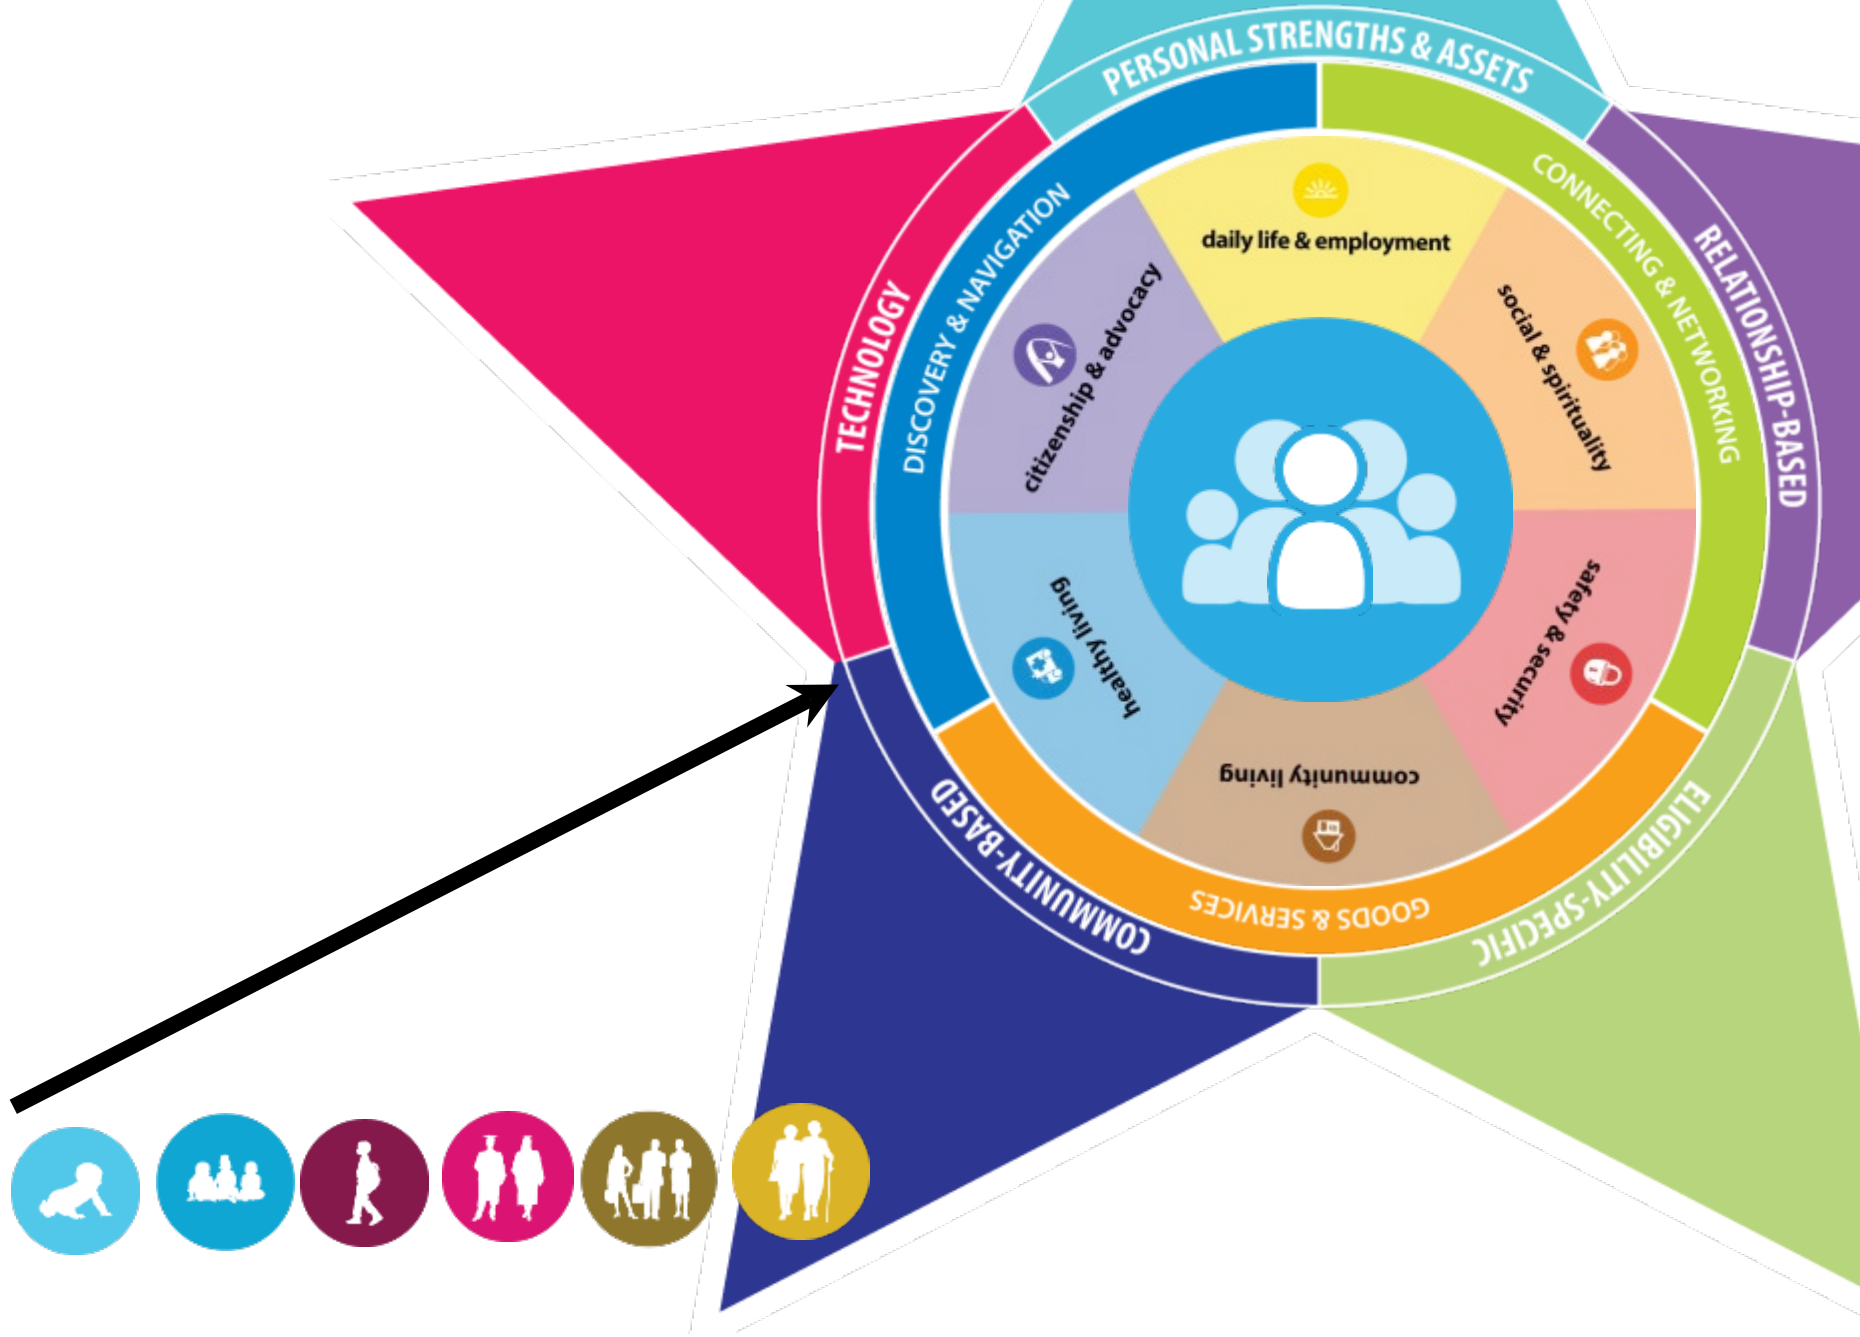 PERSONAL STRENGTHS & ASSETS
TECHNOLOGY
RELATIONSHIP-BASED
COMMUNITY-BASED
ELIGIBILITY-SPECIFIC
DISCOVERY & NAVIGATION
CONNECTING & NETWORKING
GOODS & SERVICES
daily life & employment
citizenship & advocacy
social & spirituality
healthy living
safety & security
community living